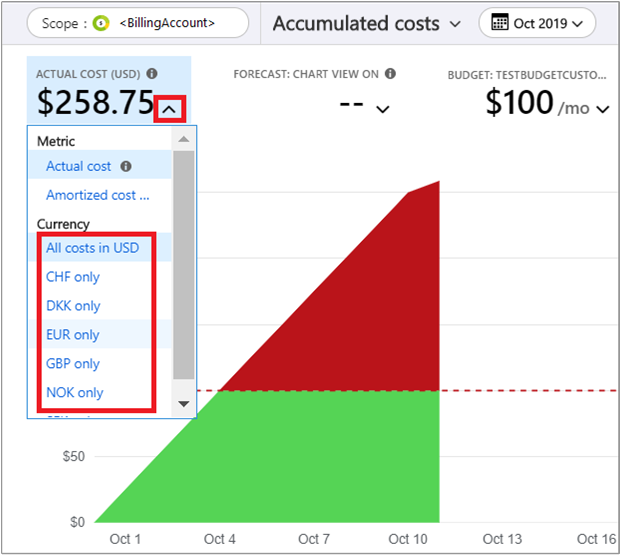 Scope : <BillingAccount>
Accumulated costs
Oct 2019
ACTUAL COST (USD)
$258.75
FORECAST: CHART VIEW ON
--
BUDGET: TESTBUDGETCUSTO...
$100 /mo
Metric
Actual cost
Amortized cost ...
Currency
All costs in USD
CHF only
DKK only
EUR only
GBP only
NOK only
$50
$0
Oct 1
Oct 4
Oct 7
Oct 10
Oct 13
Oct 16